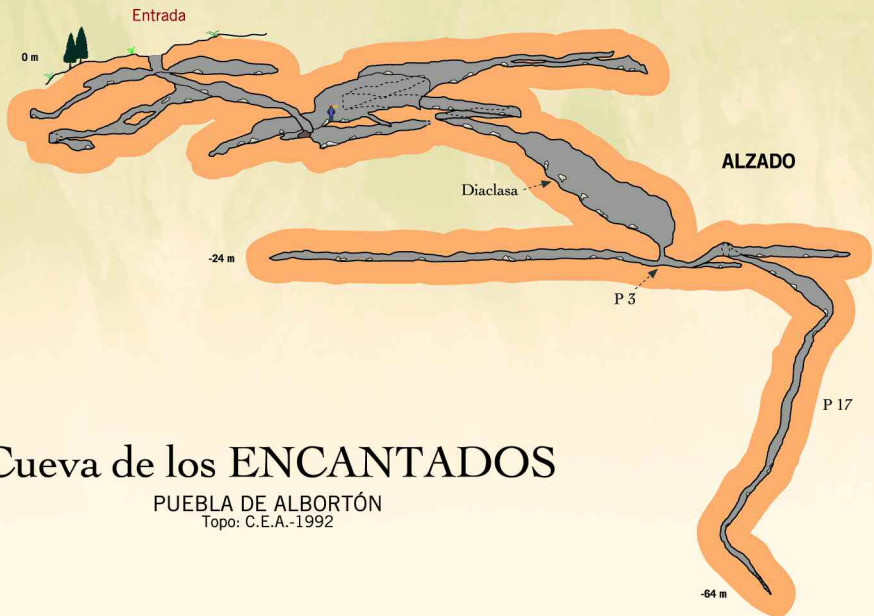 Entrada
0 m
ALZADO
Diaclasa
-24 m
P 3
P 17
Cueva de los ENCANTADOS
PUEBLA DE ALBORTÓN
Topo: C.E.A.-1992
-64 m